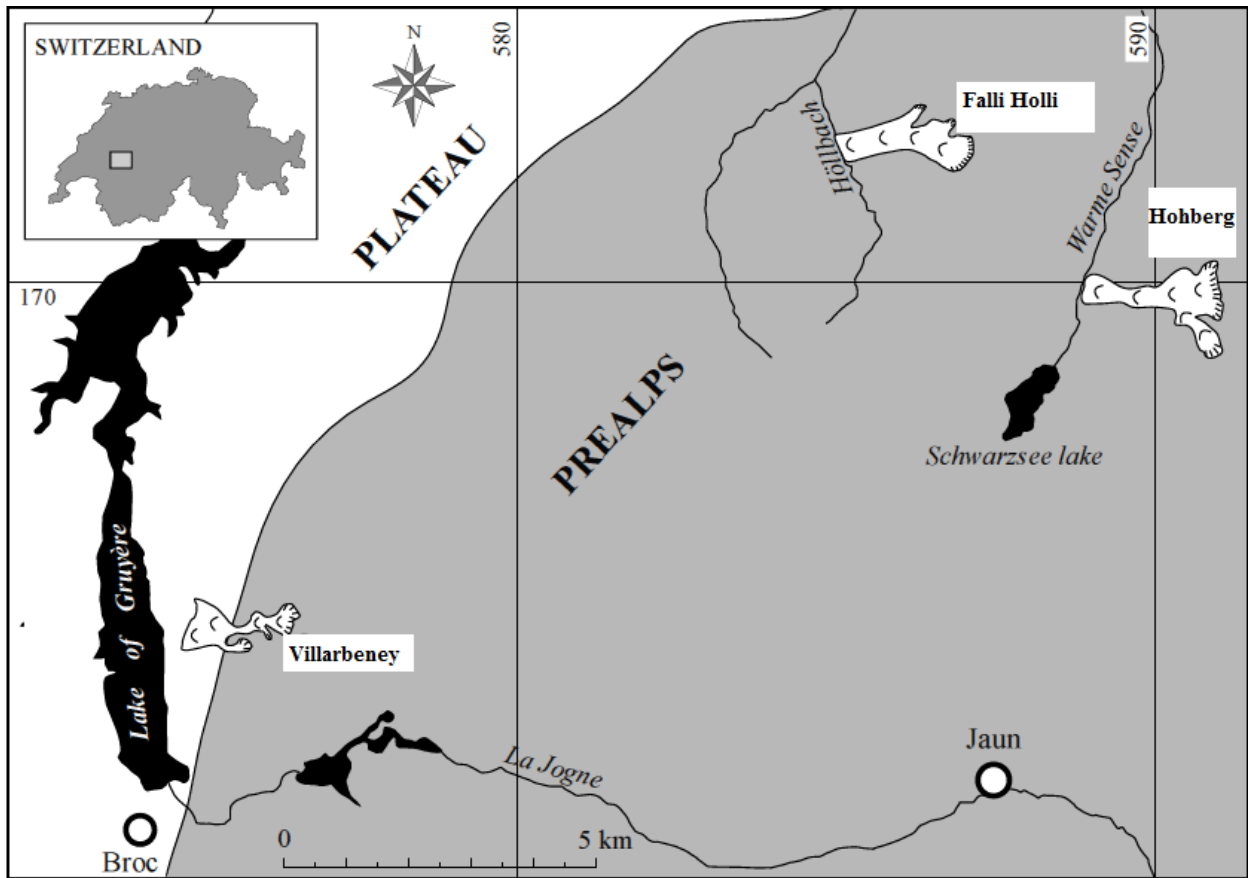 SWITZERLAND
N
580
590
Falli Holli
PLATEAU
Höllbach
Warme Sense
Hohberg
170
PREALPS
Schwarzsee lake
Lake of Gruyère
Villarbeney
Jaun
La Jogne
0
5 km
Broc